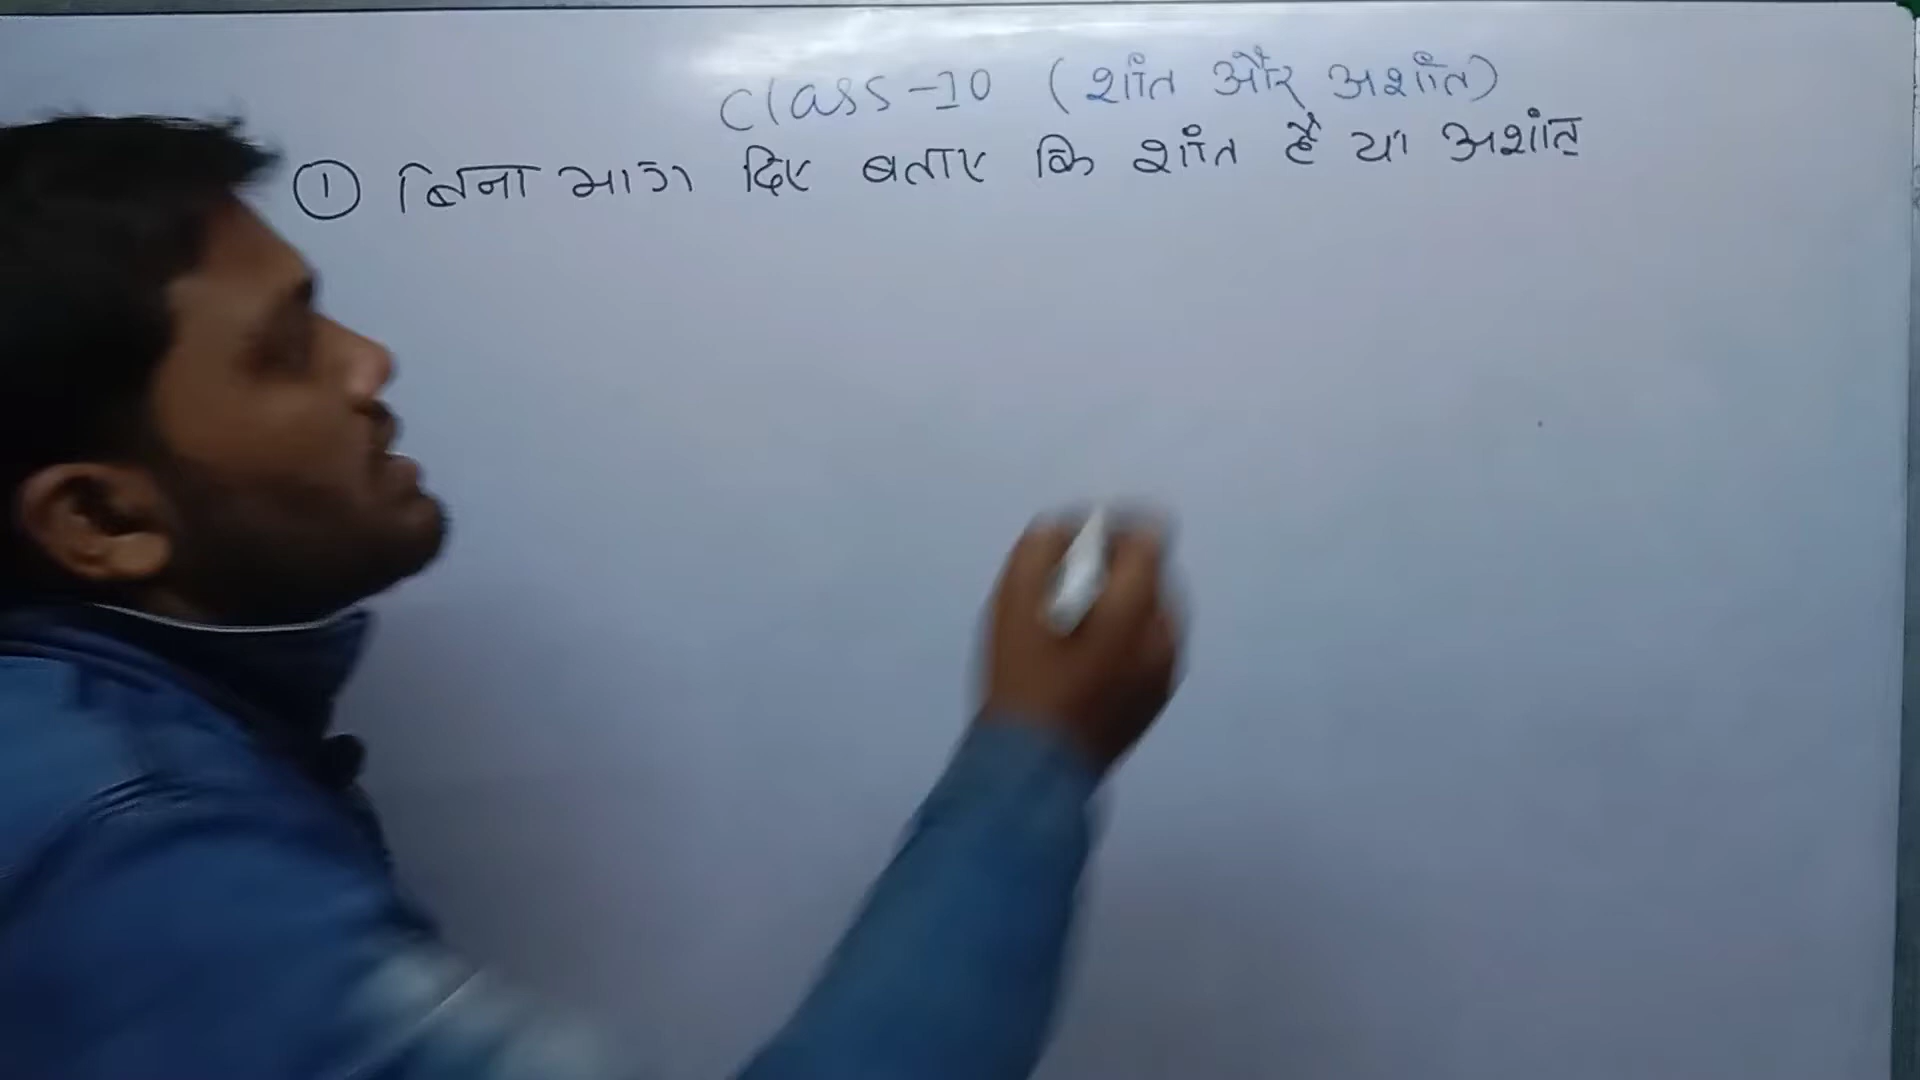 Class-10 (शांत और अशांत)
① बिना भाग दिए बताए कि शांत है या अशांत